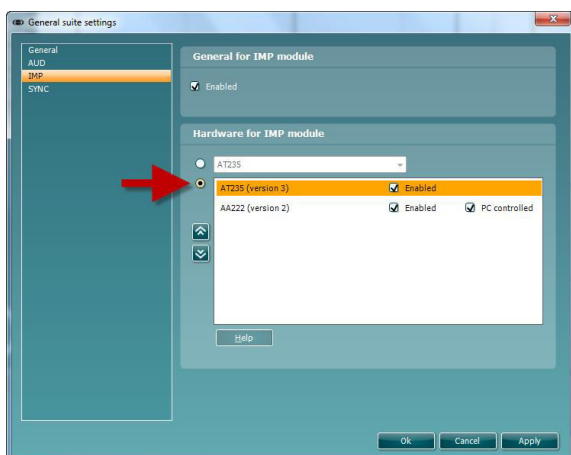 General suite settings
General
AUD
IMP
SYNC
General for IMP module
Enabled
Hardware for IMP module
AT235
AT235 (version 3) Enabled
AA222 (version 2) Enabled PC controlled
Help
Ok Cancel Apply